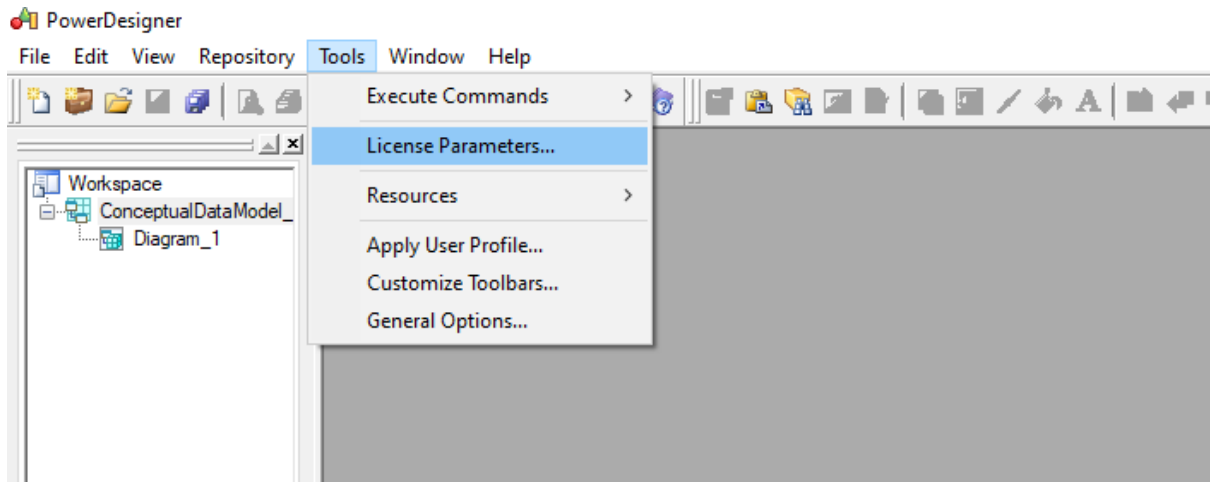 PowerDesigner
File Edit View Repository Tools Window Help
Execute Commands
License Parameters...
Workspace
Resources
ConceptualDataModel_
Diagram_1
Apply User Profile...
Customize Toolbars...
General Options...